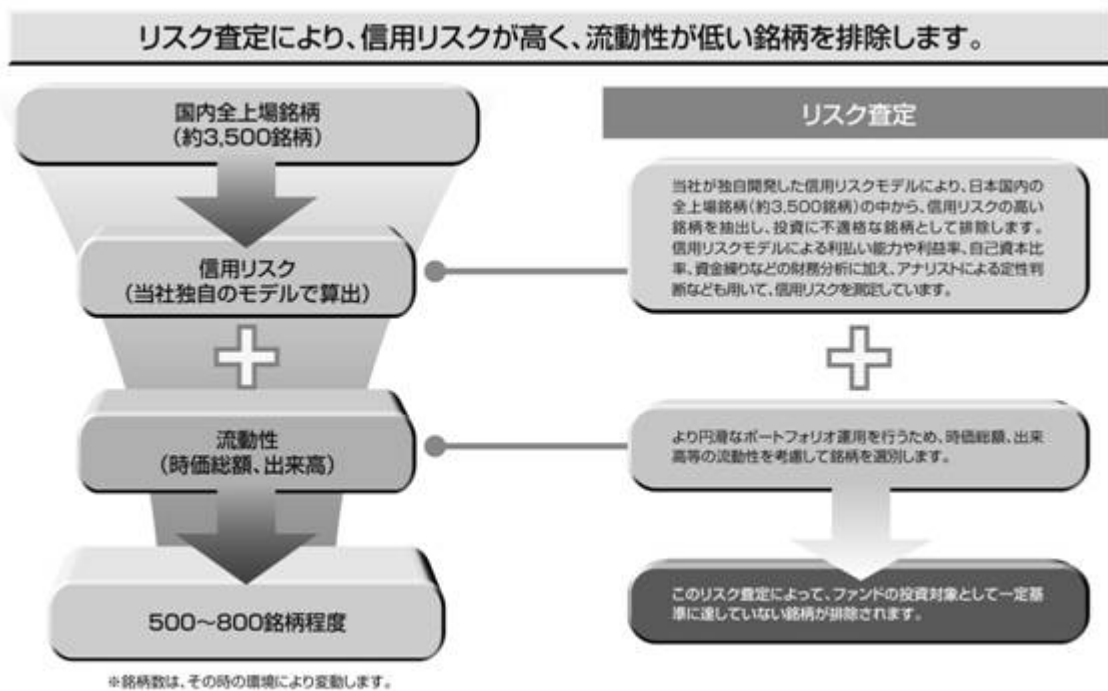 リスク査定により、信用リスクが高く、流動性が低い銘柄を排除します。
国内全上場銘柄
(約3,500銘柄)
信用リスク
(当社独自のモデルで算出)
流動性
(時価総額、出来高)
500〜800銘柄程度
※銘柄数は、その時の環境により変動します。
リスク査定
当社が独自開発した信用リスクモデルにより、日本国内の
全上場銘柄(約3,500銘柄)の中から、信用リスクの高い
銘柄を抽出し、投資に不適格な銘柄として排除します。
信用リスクモデルによる利払い能力や利益率、自己資本比
率、資金繰りなどの財務分析に加え、アナリストによる定性判
断なども用いて、信用リスクを測定しています。
より円滑なポートフォリオ運用を行うため、時価総額、出来
高等の流動性を考慮して銘柄を選別します。
このリスク査定によって、ファンドの投資対象として一定基
準に達していない銘柄が排除されます。